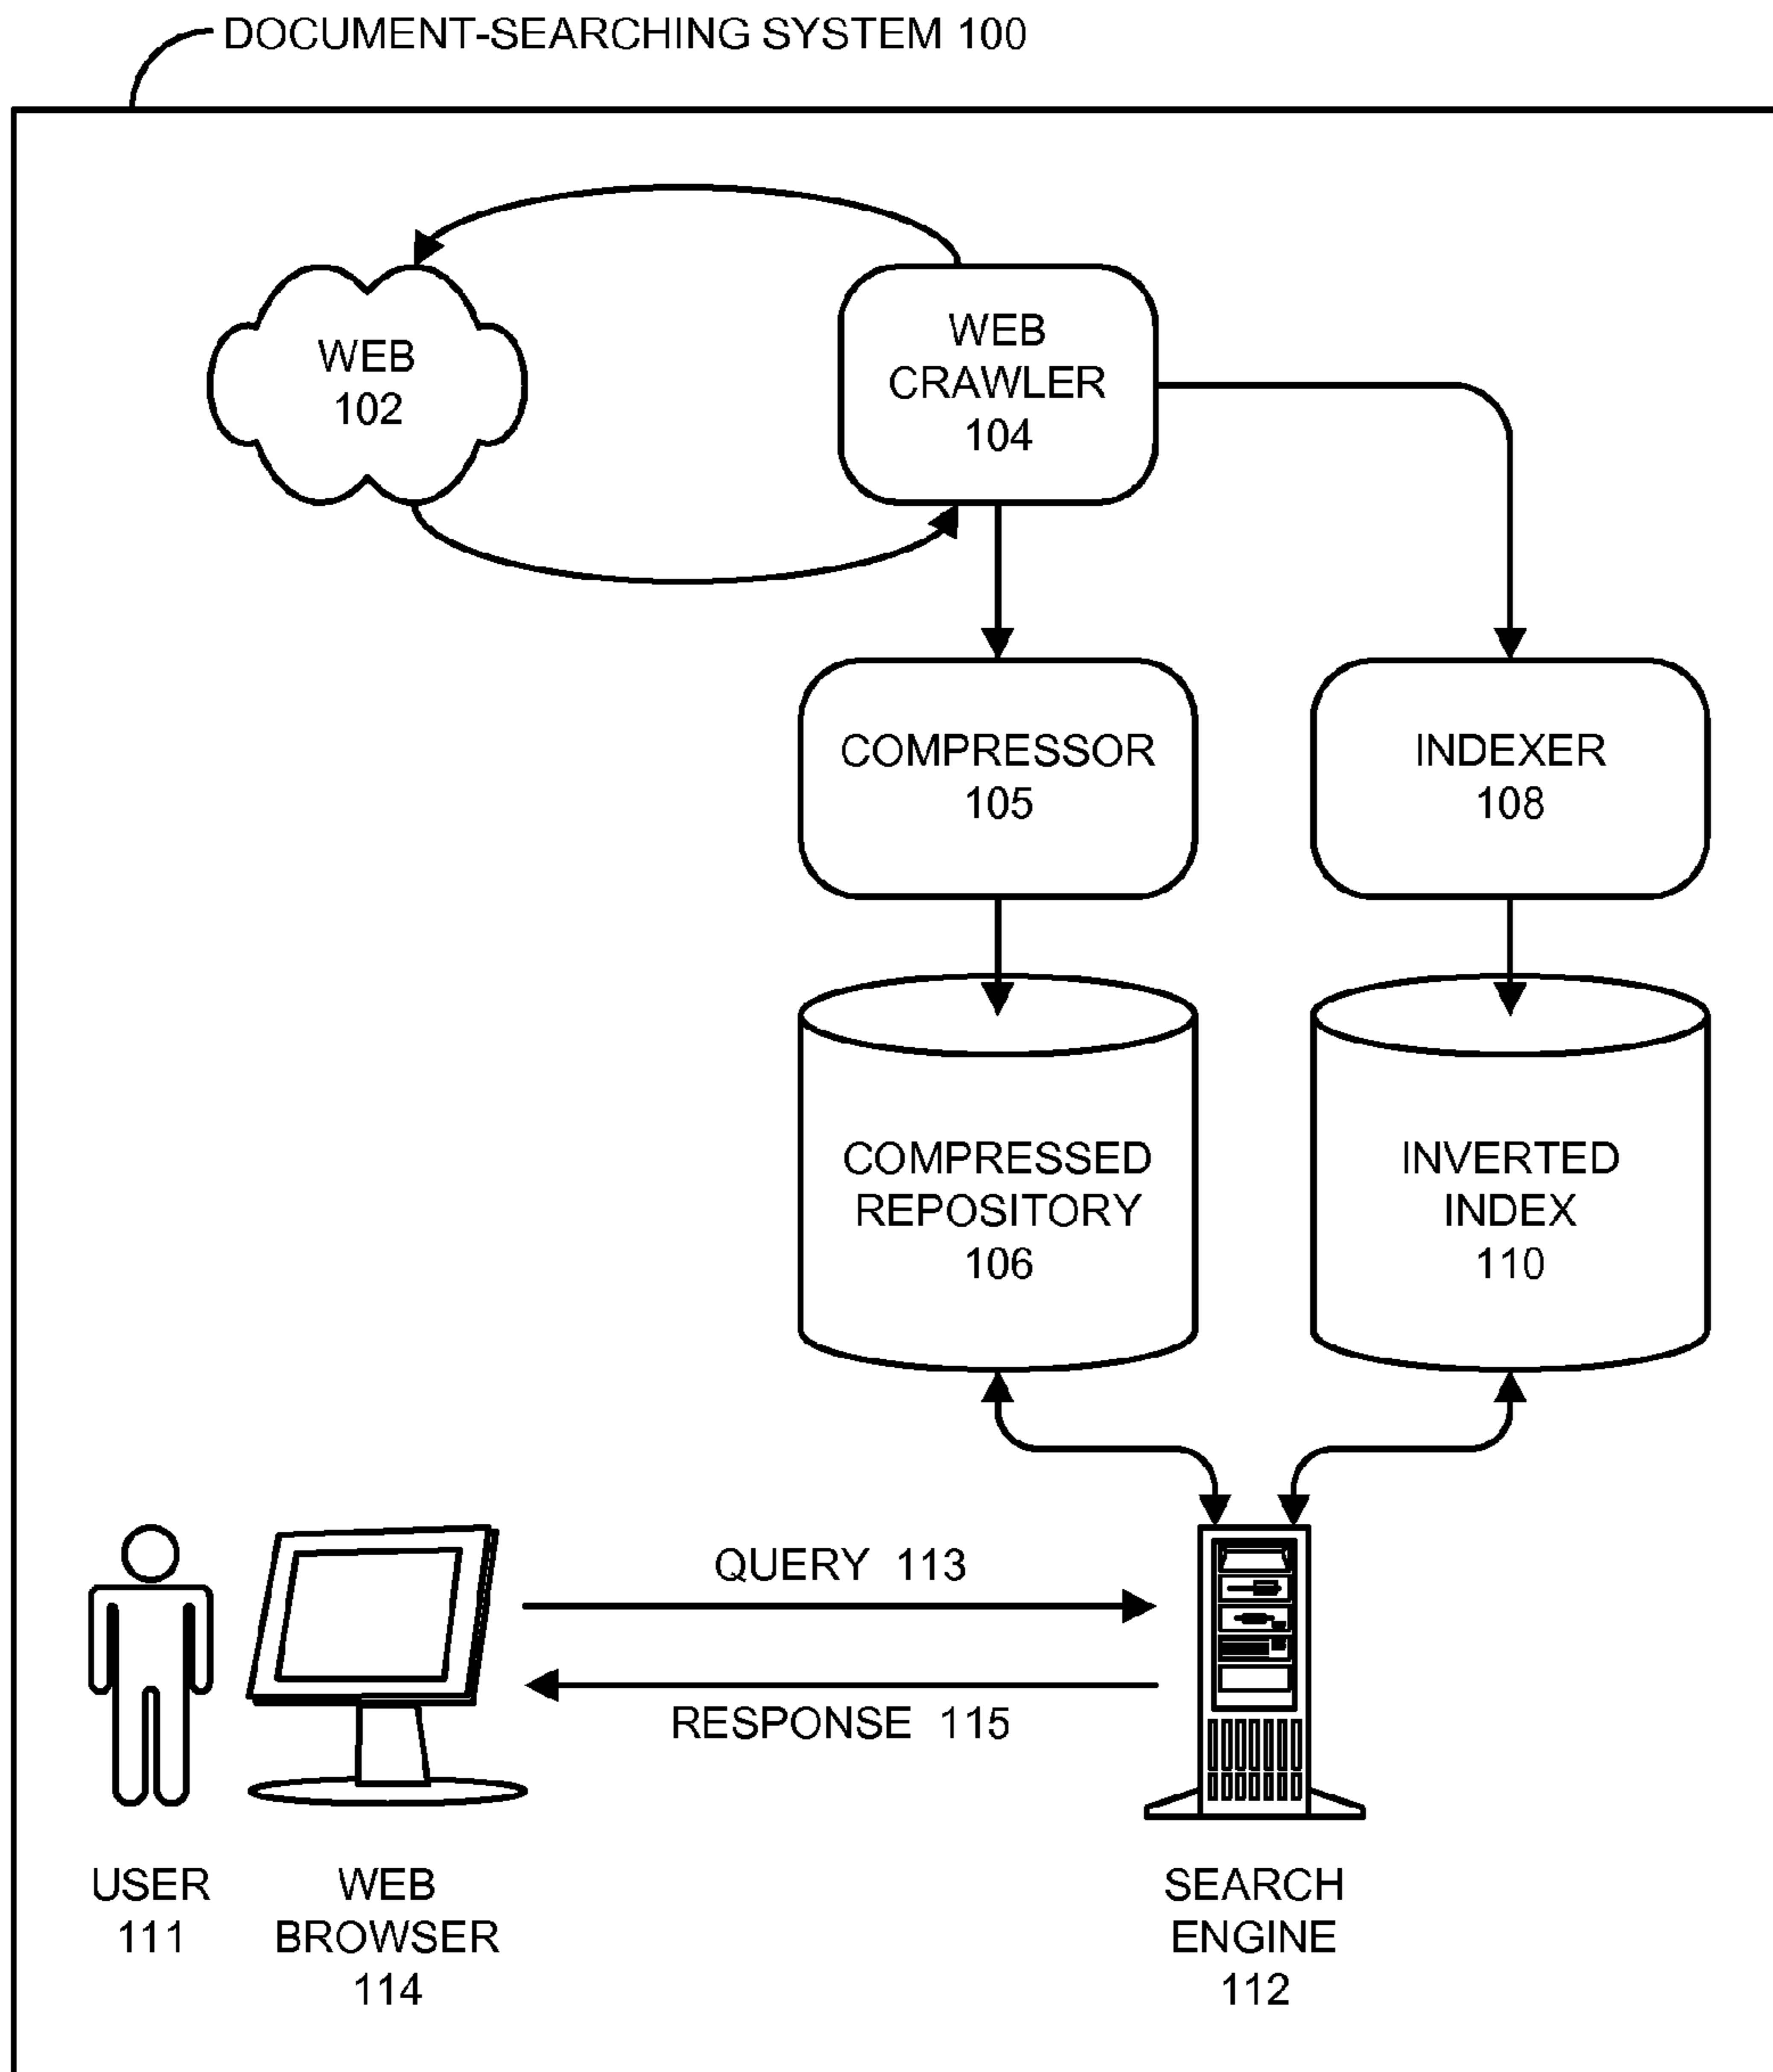 DOCUMENT-SEARCHING SYSTEM 100
WEB
102
WEB
CRAWLER
104
COMPRESSOR
105
INDEXER
108
COMPRESSED
REPOSITORY
106
INVERTED
INDEX
110
QUERY 113
RESPONSE 115
USER
111
WEB
BROWSER
114
SEARCH
ENGINE
112